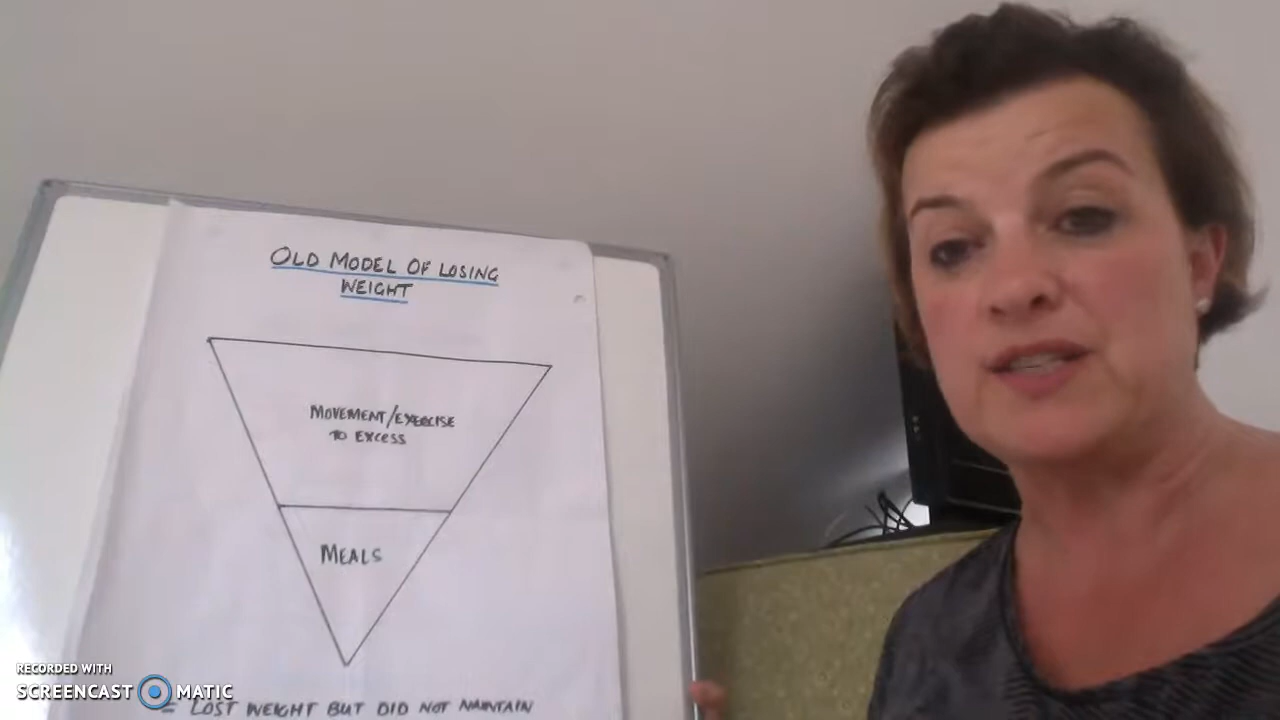 OLD MODEL OF LOSING
WEIGHT
MOVEMENT/EXERCISE
TO EXCESS
MEALS
= LOST WEIGHT BUT DID NOT MAINTAIN
RECORDED WITH
SCREENCAST MATIC